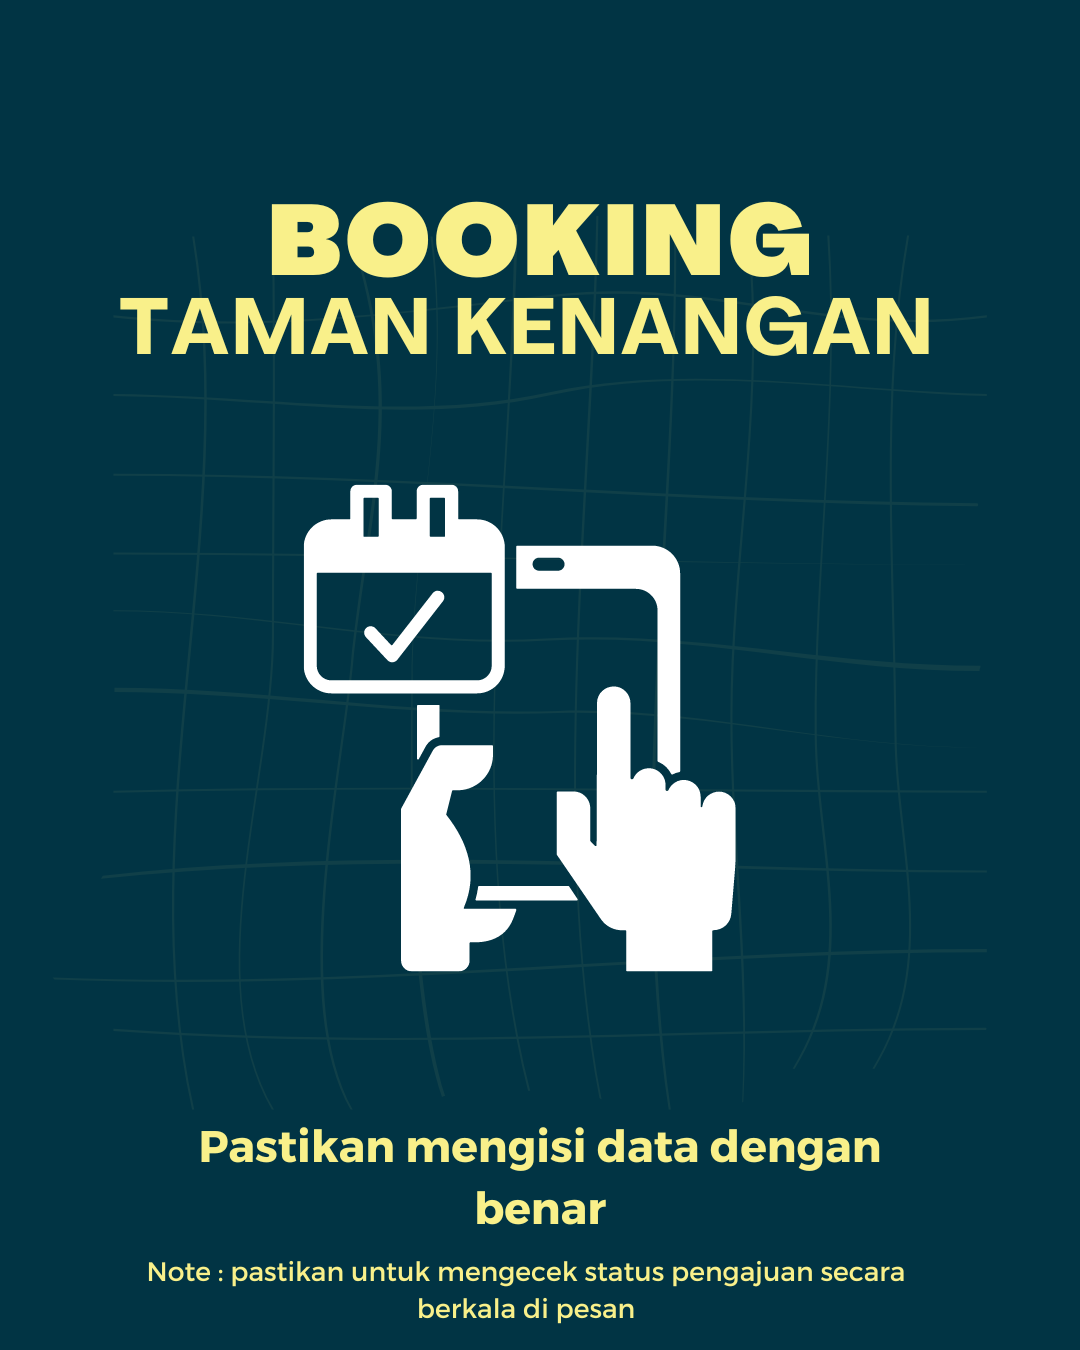 BOOKING
TAMAN KENANGAN
Pastikan mengisi data dengan
benar
Note : pastikan untuk mengecek status pengajuan secara
berkala di pesan